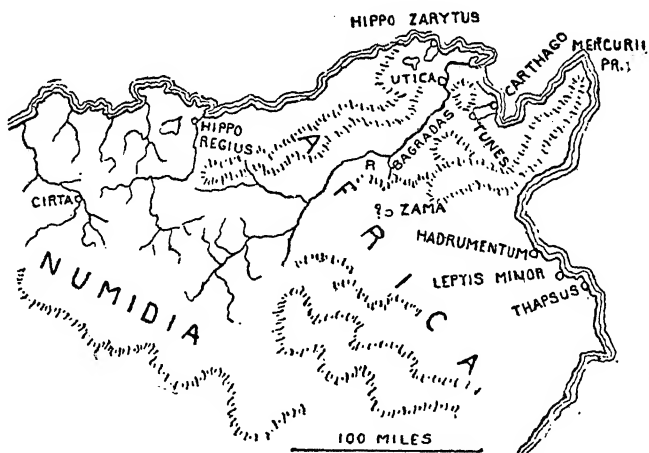 HIPPO ZARYTUS
CARTHAGO
MERCURII
PR.
UTICA
HIPPO
REGIUS
TUNES
R
BAGRADAS
AFRICA
CIRTA
? ZAMA
HADRUMENTUM
LEPTIS MINOR
THAPSUS
NUMIDIA
100 MILES